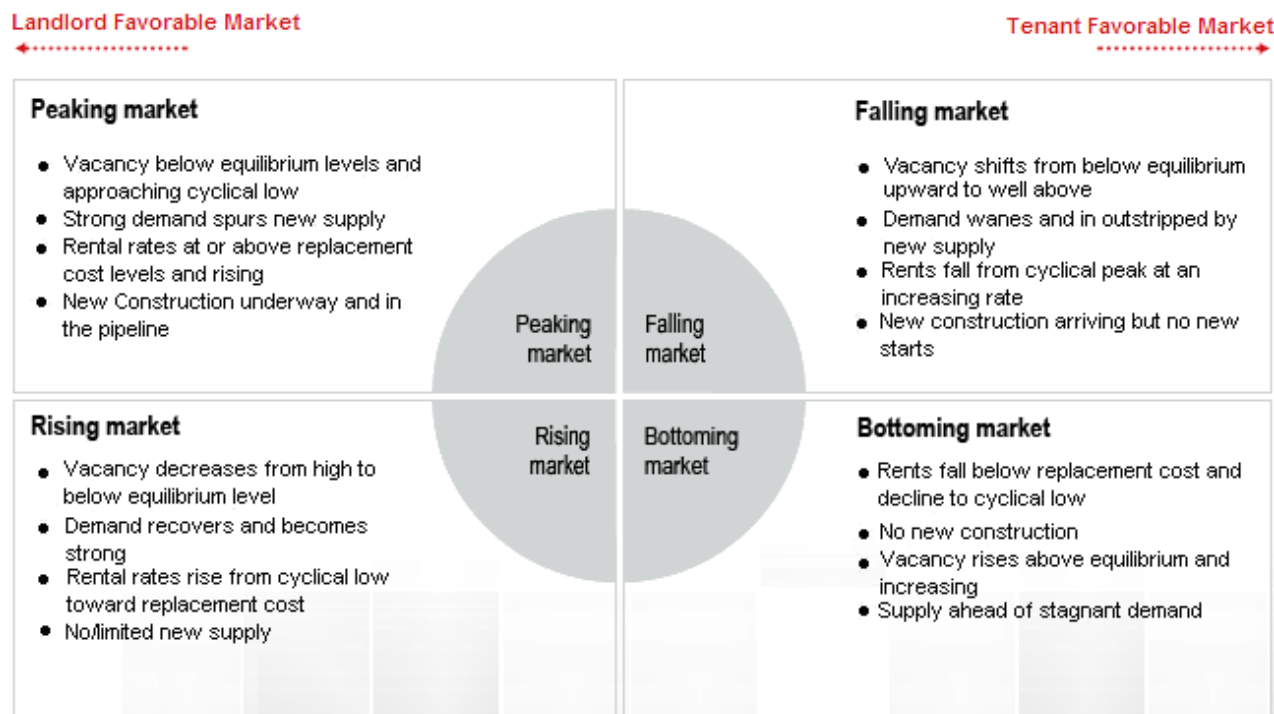 Landlord Favorable Market
Tenant Favorable Market
Peaking market
● Vacancy below equilibrium levels and
approaching cyclical low
● Strong demand spurs new supply
● Rental rates at or above replacement
cost levels and rising
● New Construction underway and in
the pipeline
Falling market
● Vacancy shifts from below equilibrium
upward to well above
● Demand wanes and in outstripped by
new supply
● Rents fall from cyclical peak at an
increasing rate
● New construction arriving but no new
starts
Peaking
market
Falling
market
Rising
market
Bottoming
market
Rising market
● Vacancy decreases from high to
below equilibrium level
● Demand recovers and becomes
strong
● Rental rates rise from cyclical low
toward replacement cost
● No/limited new supply
Bottoming market
● Rents fall below replacement cost and
decline to cyclical low
● No new construction
● Vacancy rises above equilibrium and
increasing
● Supply ahead of stagnant demand